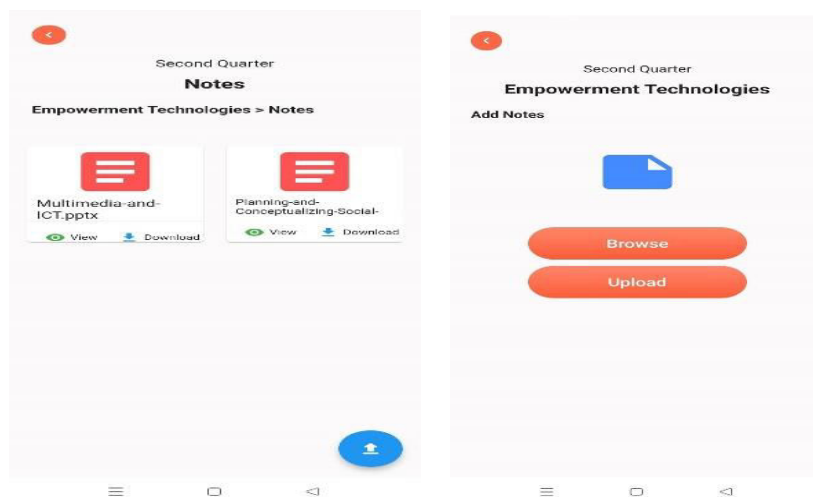 Second Quarter
Notes
Empowerment Technologies > Notes
Multimedia-and-
ICT.pptx
View Download
Planning-and-
Conceptualizing-Social-
View Download
Second Quarter
Empowerment Technologies
Add Notes
Browse
Upload